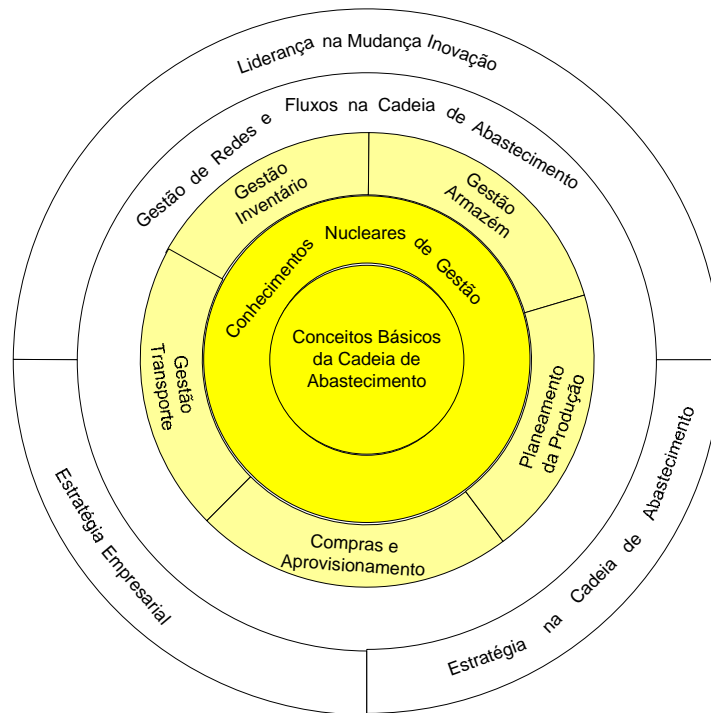 Liderança na Mudança Inovação
Gestão de Redes e Fluxos na Cadeia de Abastecimento
Gestão
Inventário
Gestão
Armazém
Conhecimentos Nucleares de Gestão
Conceitos Básicos
da Cadeia de
Abastecimento
Gestão
Transporte
Planeamento
da Produção
Compras e
Aprovisionamento
Estratégia Empresarial
Estratégia na Cadeia de Abastecimento